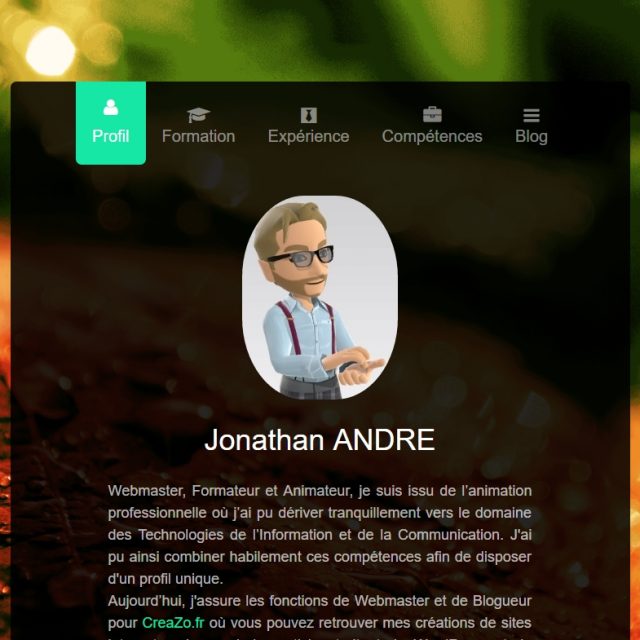 Profil
Formation
Expérience
Compétences
Blog
Jonathan ANDRE
Webmaster, Formateur et Animateur, je suis issu de l’animation
professionnelle où j’ai pu dériver tranquillement vers le domaine
des Technologies de l’Information et de la Communication. J'ai
pu ainsi combiner habilement ces compétences afin de disposer
d'un profil unique.
Aujourd’hui, j'assure les fonctions de Webmaster et de Blogueur
pour CreaZo.fr où vous pouvez retrouver mes créations de sites